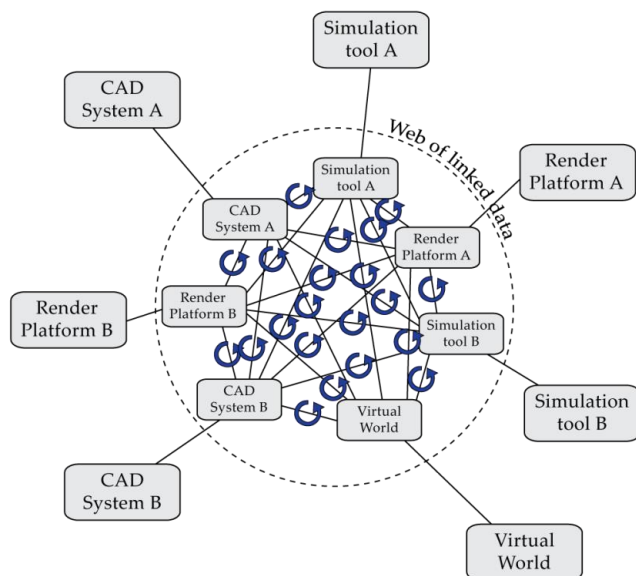 Simulation
tool A
CAD
System A
Web of linked data
Render
Platform A
Simulation
tool A
CAD
System A
Render
Platform A
Render
Platform B
Render
Platform B
Simulation
tool B
CAD
System B
Virtual
World
Simulation
tool B
CAD
System B
Virtual
World